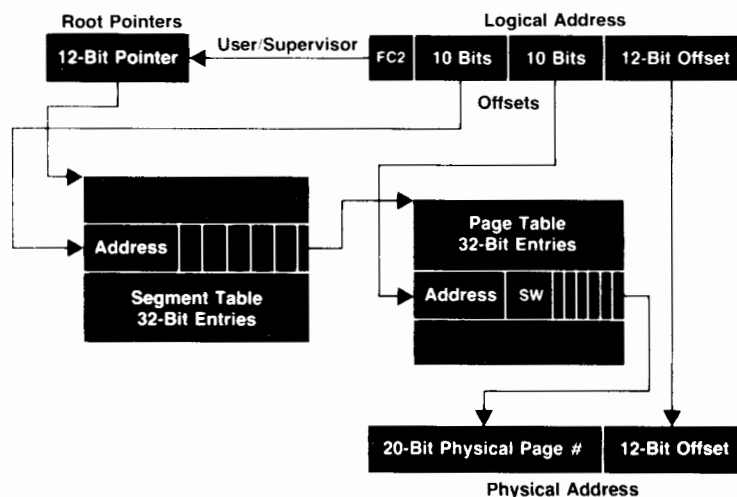 Root Pointers
Logical Address
12-Bit Pointer
User/Supervisor
FC2
10 Bits
10 Bits
12-Bit Offset
Offsets
Address
Segment Table
32-Bit Entries
Page Table
32-Bit Entries
Address
SW
20-Bit Physical Page #
12-Bit Offset
Physical Address